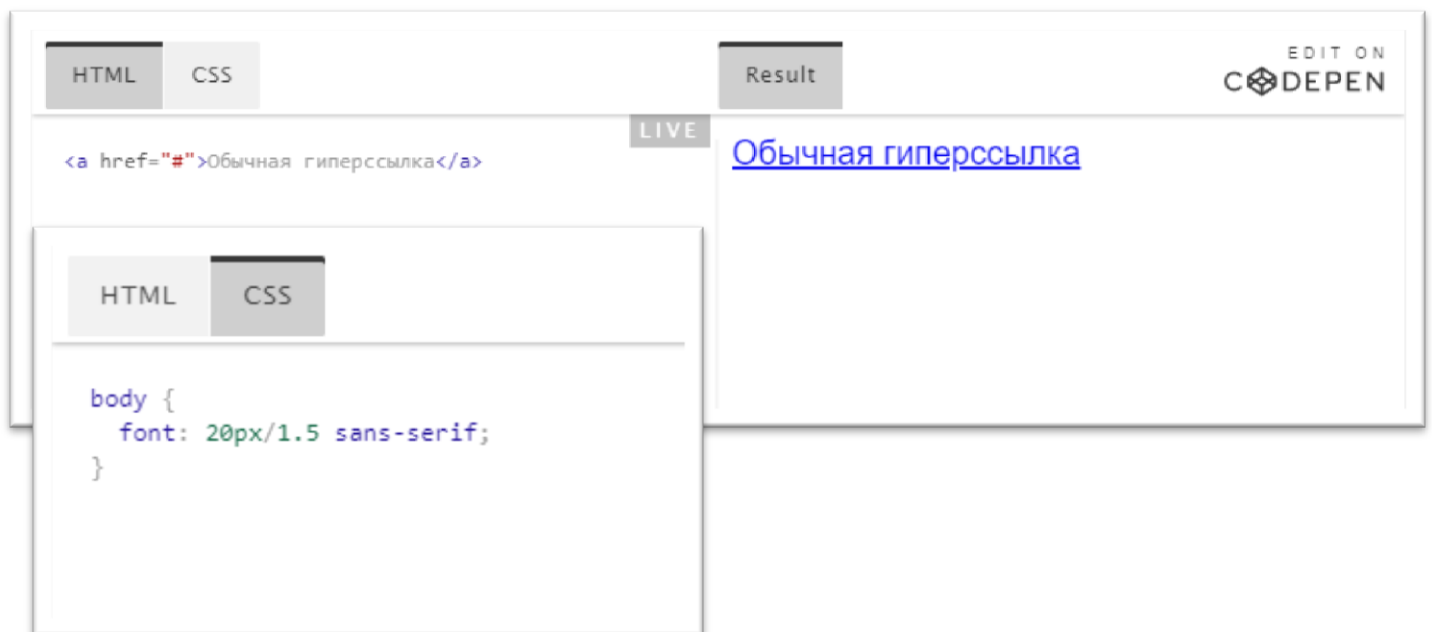 HTML CSS Result
EDIT ON
CODEPEN
LIVE
<a href="#">Обычная гиперссылка</a>
Обычная гиперссылка
HTML CSS
body {
font: 20px/1.5 sans-serif;
}